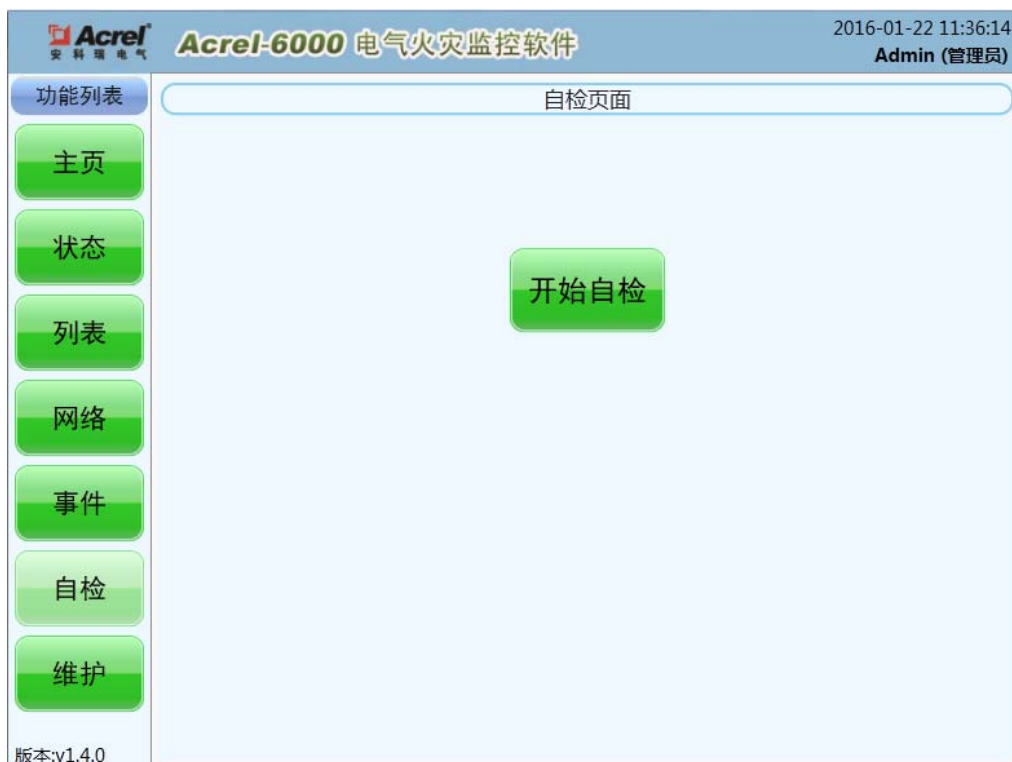 Acrel
安科瑞电气
Acrel-6000 电气火灾监控软件
2016-01-22 11:36:14
Admin (管理员)
功能列表
自检页面
主页
状态
列表
网络
事件
自检
维护
开始自检
版本:v1.4.0